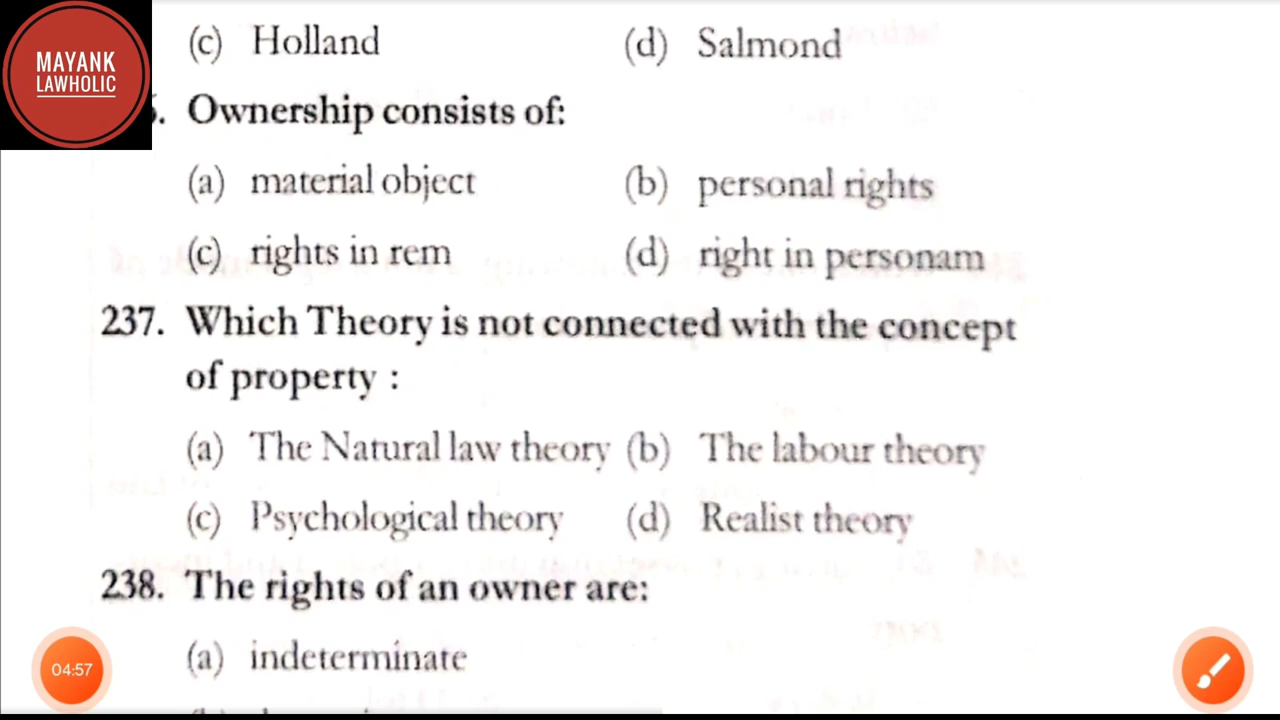 MAYANK
LAWHOLIC
(c) Holland (d) Salmond
6. Ownership consists of:
(a) material object (b) personal rights
(c) rights in rem (d) right in personam
237. Which Theory is not connected with the concept
of property :
(a) The Natural law theory (b) The labour theory
(c) Psychological theory (d) Realist theory
238. The rights of an owner are:
(a) indeterminate
04:57